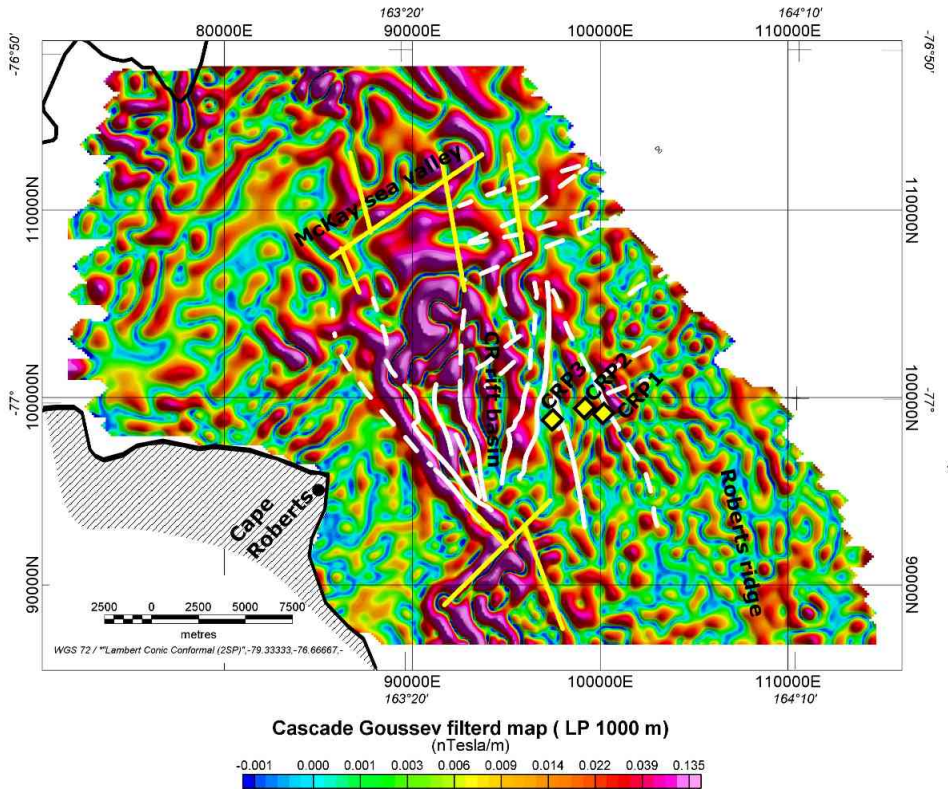 163°20' 164°10'
80000E 90000E 100000E 110000E
-76°50' -76°50'
McKay sea valley
110000N 110000N
CR rift basin
CRP3
CRP2
CRP1
-77° 100000N 100000N -77°
Roberts ridge
Cape
Roberts
90000N 90000N
2500 0 2500 5000 7500
metres
WGS 72 / *"Lambert Conic Conformal (2SP)",-79.33333,-76.66667,-
90000E 100000E 110000E
163°20' 164°10'
Cascade Goussev filterd map ( LP 1000 m)
(nTesla/m)
-0.001 0.000 0.001 0.003 0.006 0.009 0.014 0.022 0.039 0.135